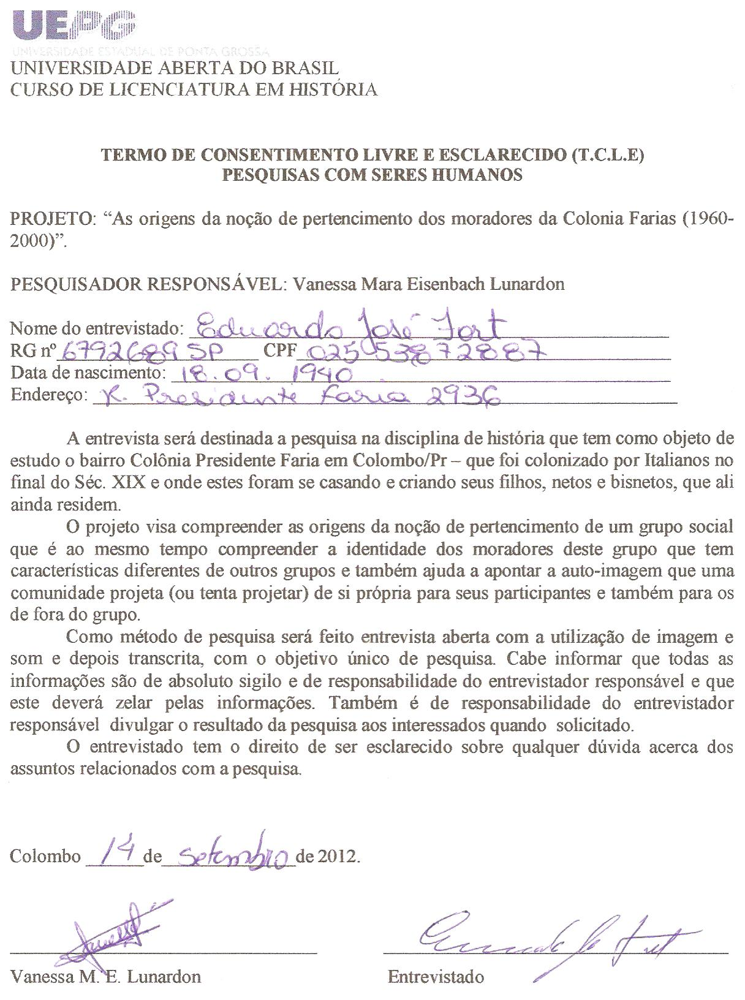 UEPG
UNIVERSIDADE ESTADUAL DE PONTA GROSSA
UNIVERSIDADE ABERTA DO BRASIL
CURSO DE LICENCIATURA EM HISTÓRIA
TERMO DE CONSENTIMENTO LIVRE E ESCLARECIDO (T.C.L.E)
PESQUISAS COM SERES HUMANOS
PROJETO: “As origens da noção de pertencimento dos moradores da Colonia Farias (1960-
2000)”.
PESQUISADOR RESPONSÁVEL: Vanessa Mara Eisenbach Lunardon
Nome do entrevistado: Eduardo José Fort
RG nº 6792689 SP CPF 02553872887
Data de nascimento: 18.09.1940
Endereço: R. Presidente Faria 2936
A entrevista será destinada a pesquisa na disciplina de história que tem como objeto de
estudo o bairro Colônia Presidente Faria em Colombo/Pr – que foi colonizado por Italianos no
final do Séc. XIX e onde estes foram se casando e criando seus filhos, netos e bisnetos, que ali
ainda residem.
O projeto visa compreender as origens da noção de pertencimento de um grupo social
que é ao mesmo tempo compreender a identidade dos moradores deste grupo que tem
características diferentes de outros grupos e também ajuda a apontar a auto-imagem que uma
comunidade projeta (ou tenta projetar) de si própria para seus participantes e também para os
de fora do grupo.
Como método de pesquisa será feito entrevista aberta com a utilização de imagem e
som e depois transcrita, com o objetivo único de pesquisa. Cabe informar que todas as
informações são de absoluto sigilo e de responsabilidade do entrevistador responsável e que
este deverá zelar pelas informações. Também é de responsabilidade do entrevistador
responsável divulgar o resultado da pesquisa aos interessados quando solicitado.
O entrevistado tem o direito de ser esclarecido sobre qualquer dúvida acerca dos
assuntos relacionados com a pesquisa.
Colombo 14 de setembro de 2012.
Vanessa M. E. Lunardon Entrevistado